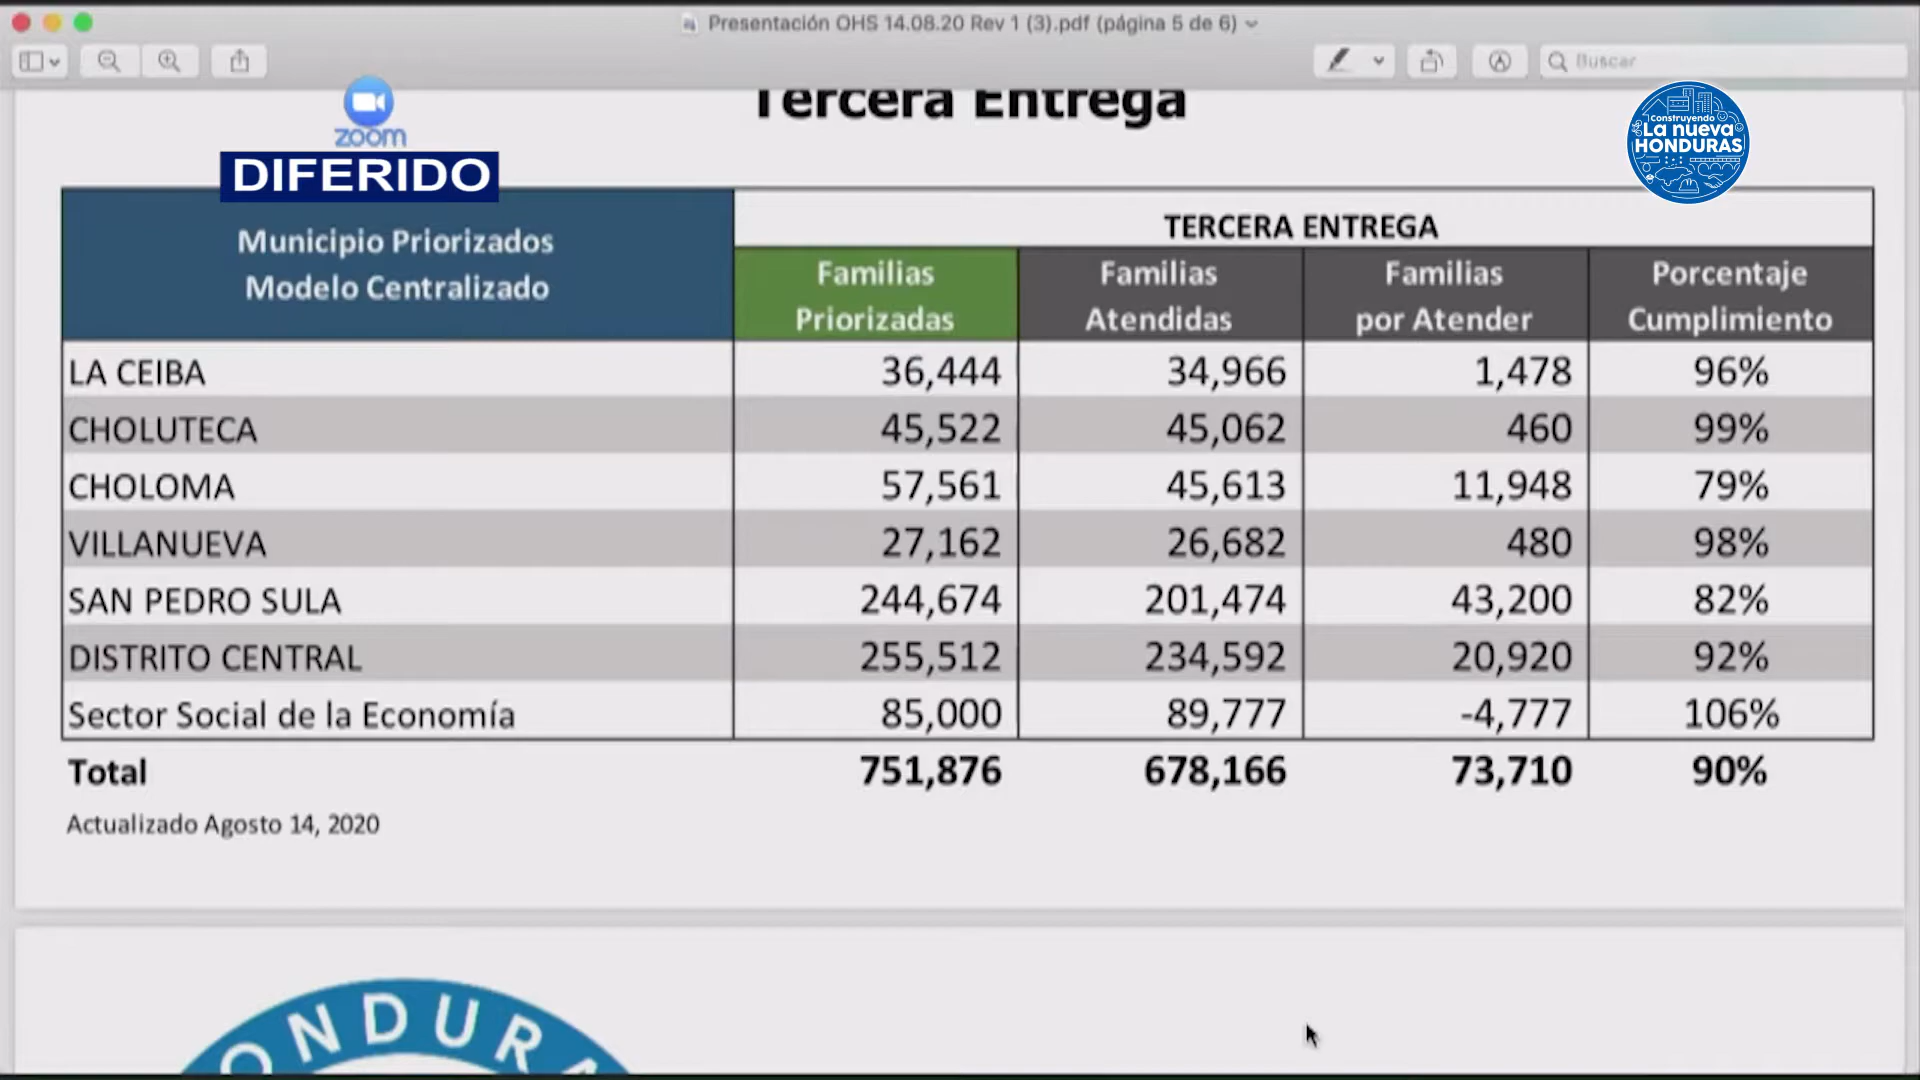 Presentación OHS 14.08.20 Rev 1 (3).pdf (página 5 de 6)
Buscar
Tercera Entrega
zoom
DIFERIDO
Construyendo
La nueva
HONDURAS
Municipio Priorizados
Modelo Centralizado
TERCERA ENTREGA
Familias Priorizadas
Familias Atendidas
Familias por Atender
Porcentaje Cumplimiento
LA CEIBA 36,444 34,966 1,478 96%
CHOLUTECA 45,522 45,062 460 99%
CHOLOMA 57,561 45,613 11,948 79%
VILLANUEVA 27,162 26,682 480 98%
SAN PEDRO SULA 244,674 201,474 43,200 82%
DISTRITO CENTRAL 255,512 234,592 20,920 92%
Sector Social de la Economía 85,000 89,777 -4,777 106%
Total 751,876 678,166 73,710 90%
Actualizado Agosto 14, 2020
ONDURA